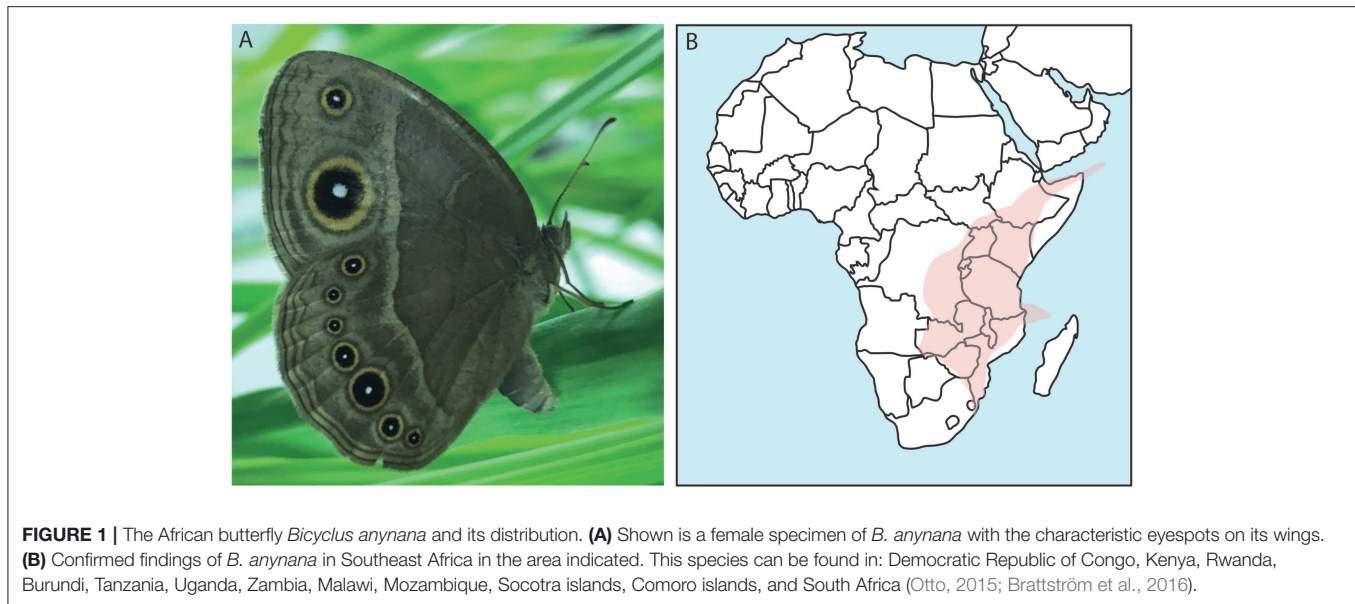 A
B
FIGURE 1 | The African butterfly Bicyclus anynana and its distribution. (A) Shown is a female specimen of B. anynana with the characteristic eyespots on its wings.
(B) Confirmed findings of B. anynana in Southeast Africa in the area indicated. This species can be found in: Democratic Republic of Congo, Kenya, Rwanda,
Burundi, Tanzania, Uganda, Zambia, Malawi, Mozambique, Socotra islands, Comoro islands, and South Africa (Otto, 2015; Brattström et al., 2016).